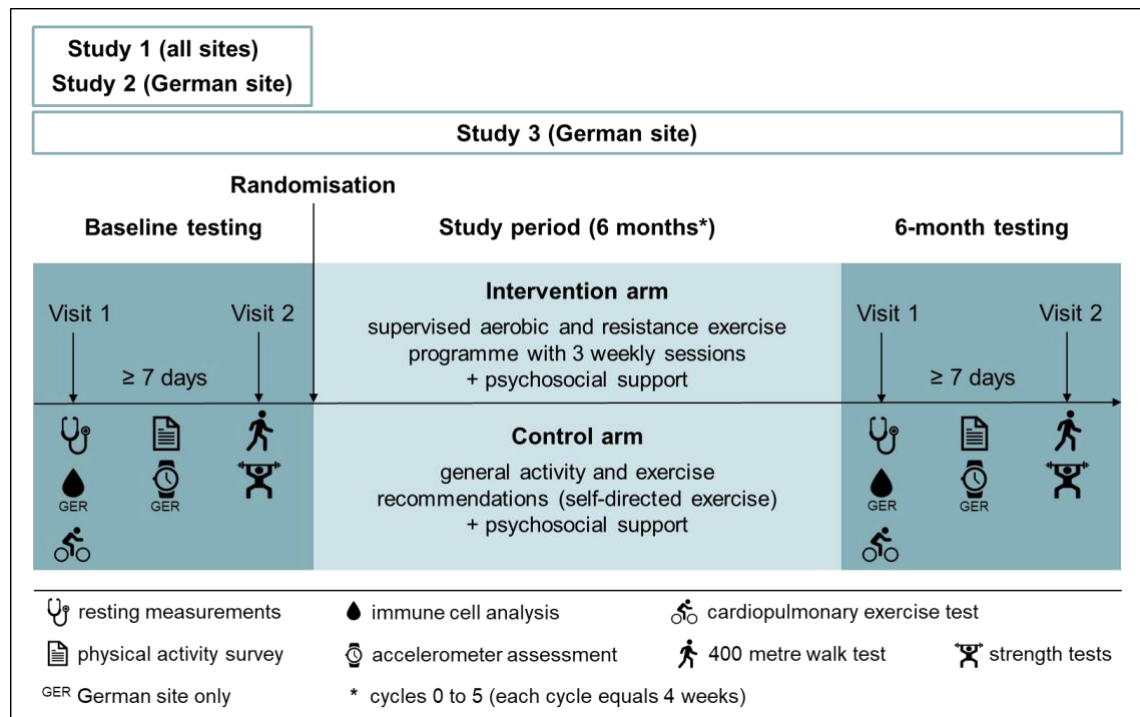 Study 1 (all sites)
Study 2 (German site)
Study 3 (German site)
Randomisation
Baseline testing
Study period (6 months*)
6-month testing
Visit 1
Visit 2
≥ 7 days
GER
GER
Intervention arm
supervised aerobic and resistance exercise
programme with 3 weekly sessions
+ psychosocial support
Control arm
general activity and exercise
recommendations (self-directed exercise)
+ psychosocial support
Visit 1
Visit 2
≥ 7 days
GER
GER
resting measurements
immune cell analysis
cardiopulmonary exercise test
physical activity survey
accelerometer assessment
400 metre walk test
strength tests
GER German site only
* cycles 0 to 5 (each cycle equals 4 weeks)